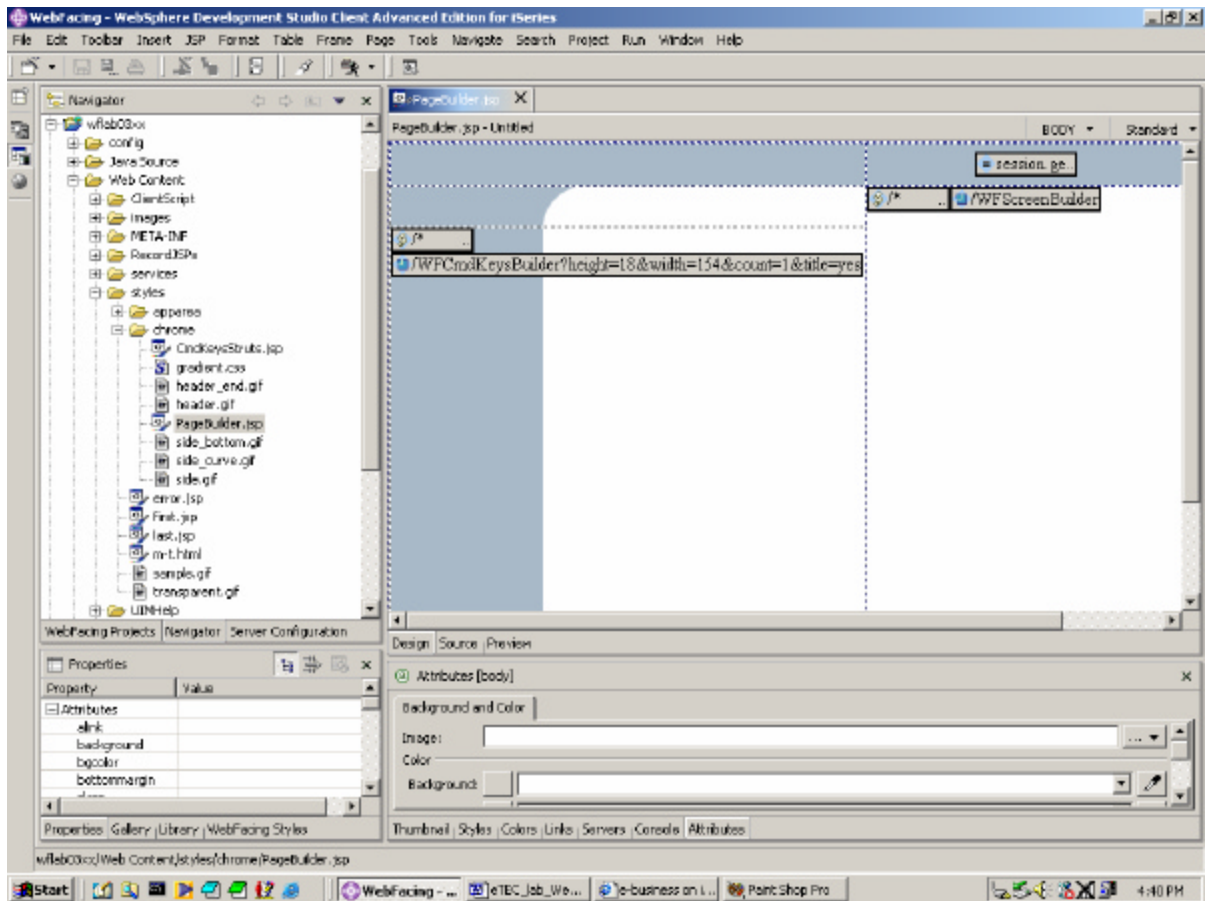 WebFacing - WebSphere Development Studio Client Advanced Edition for iSeries
File Edit Toolbar Insert JSP Format Table Frame Page Tools Navigate Search Project Run Window Help
Navigator
PageBuilder.jsp
wflab03xx
config
Java Source
Web Content
ClientScript
images
META-INF
RecordJSPs
services
styles
apparea
chrome
CmdKeysStruts.jsp
gradient.css
header_end.gif
header.gif
PageBuilder.jsp
side_bottom.gif
side_curve.gif
side.gif
error.jsp
First.jsp
last.jsp
m-t.html
sample.gif
transparent.gif
UIMHelp
WebFacing Projects Navigator Server Configuration
PageBuilder.jsp - Untitled
BODY Standard
session.ge..
/* .. /WFScreenBuilder
/* ..
/WFCmdKeysBuilder?height=18&width=154&count=1&title=yes
Design Source Preview
Properties
Property Value
Attributes
alink
background
bgcolor
bottommargin
Properties Gallery Library WebFacing Styles
Attributes [body]
Background and Color
Image:
...
Color
Background:
Thumbnail Styles Colors Links Servers Console Attributes
wflab03xx/Web Content/styles/chrome/PageBuilder.jsp
Start WebFacing - ... eTEC_lab_We... e-business on i... Paint Shop Pro 4:40 PM